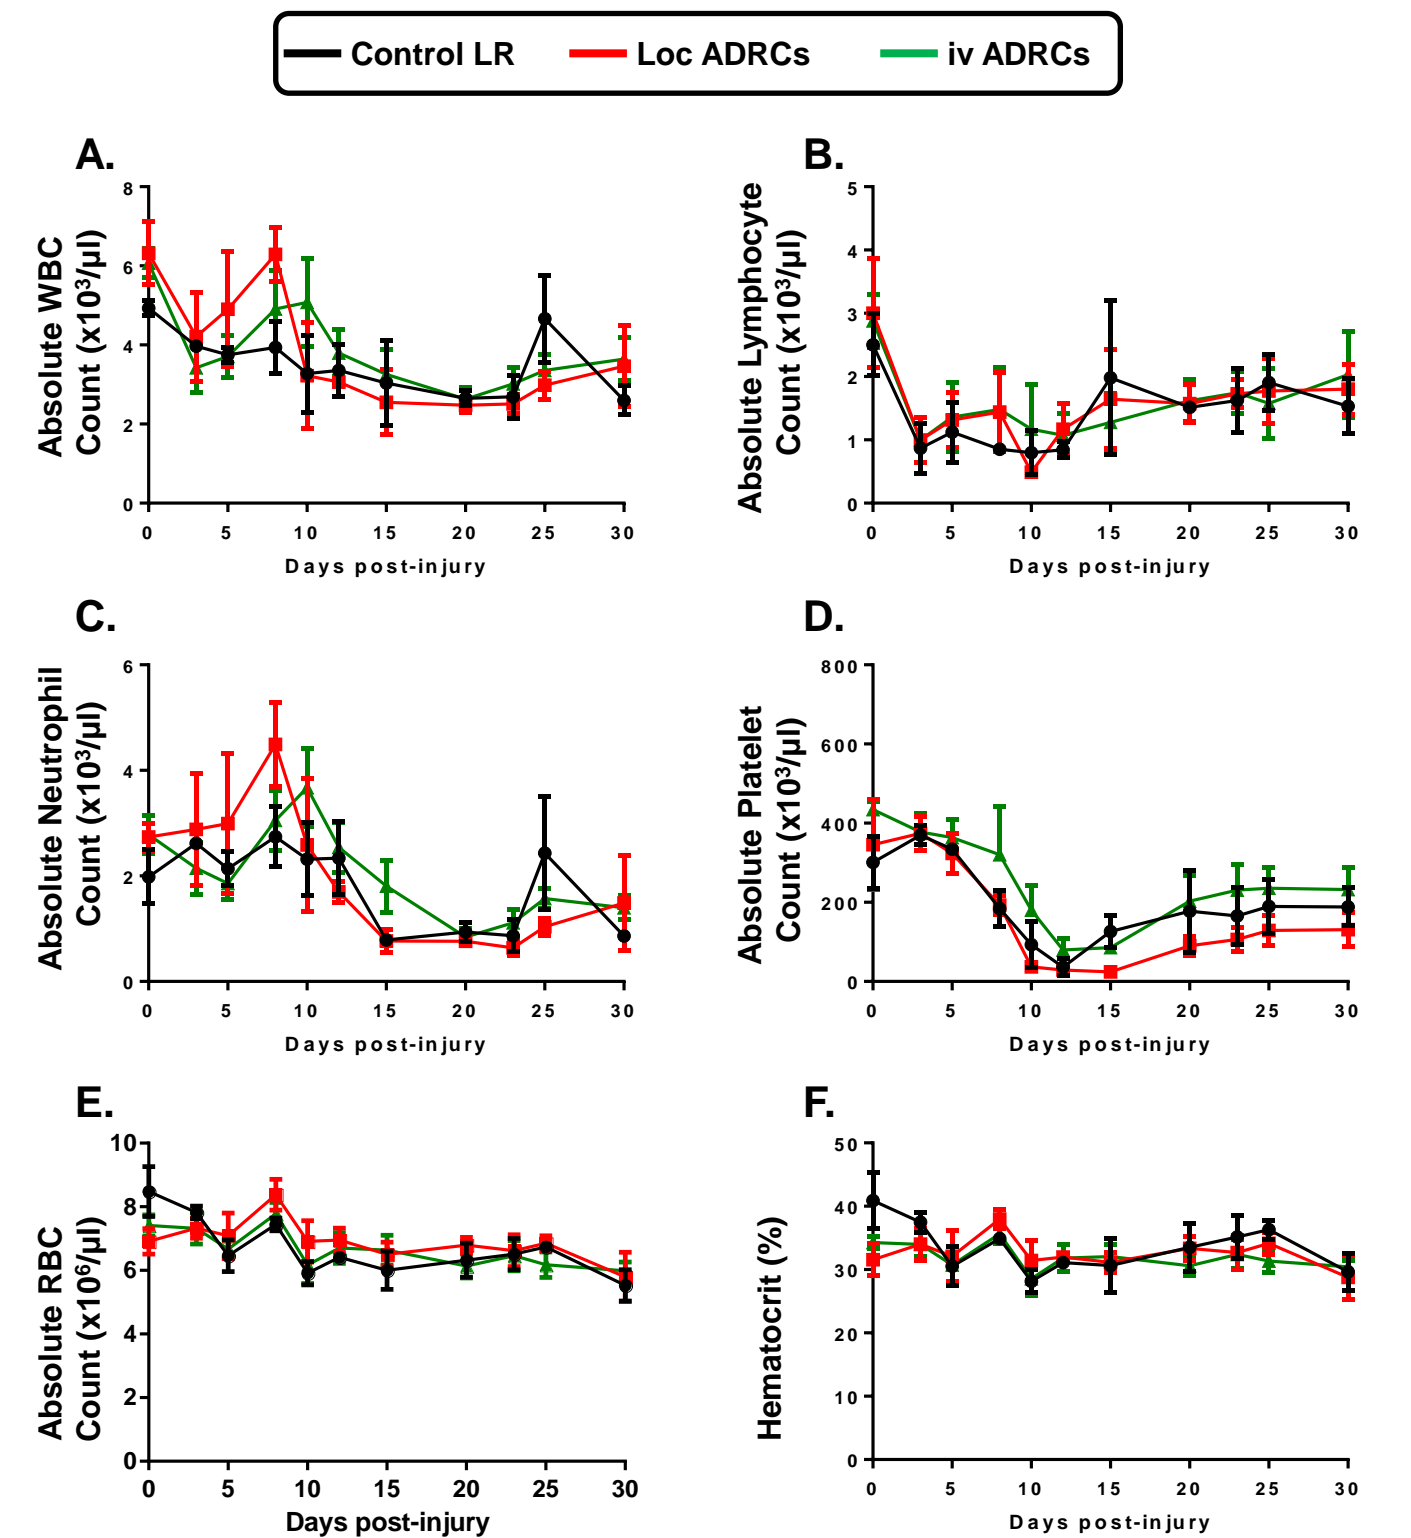 Control LR Loc ADRCs iv ADRCs
A.
Absolute WBC
Count (x10³/µl)
8
6
4
2
0
0 5 10 15 20 25 30
Days post-injury
B.
Absolute Lymphocyte
Count (x10³/µl)
5
4
3
2
1
0
0 5 10 15 20 25 30
Days post-injury
C.
Absolute Neutrophil
Count (x10³/µl)
6
4
2
0
0 5 10 15 20 25 30
Days post-injury
D.
Absolute Platelet
Count (x10³/µl)
800
600
400
200
0
0 5 10 15 20 25 30
Days post-injury
E.
Absolute RBC
Count (x10⁶/µl)
10
8
6
4
2
0
0 5 10 15 20 25 30
Days post-injury
F.
Hematocrit (%)
50
40
30
20
10
0
0 5 10 15 20 25 30
Days post-injury